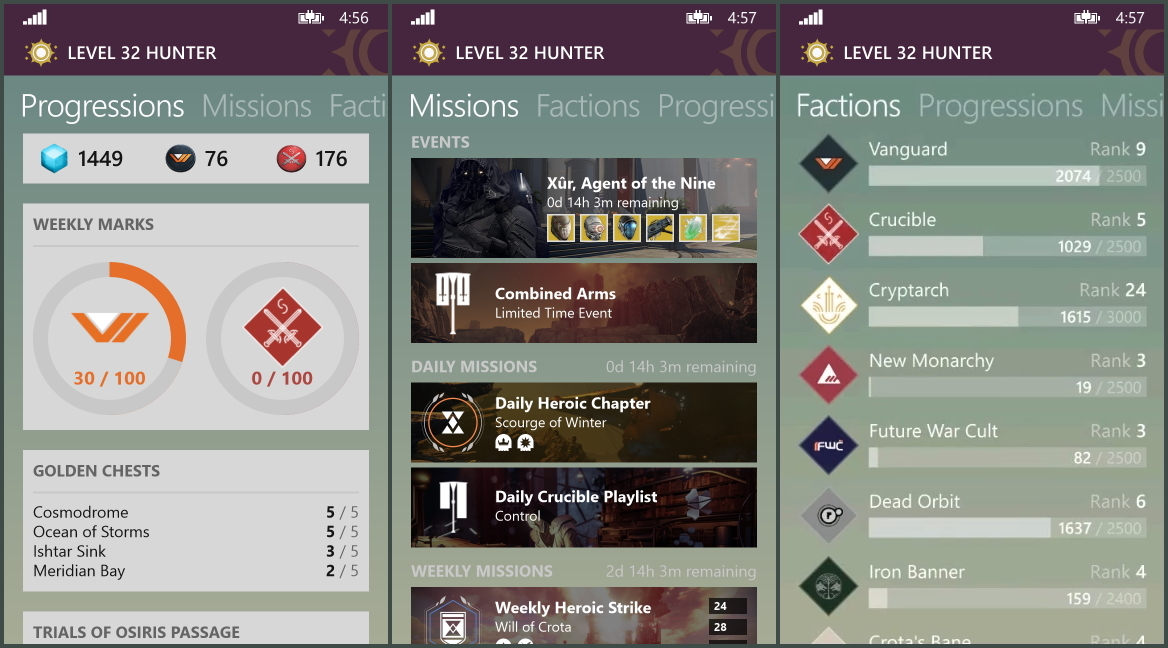 4:56
LEVEL 32 HUNTER
Progressions Missions Facti
1449 76 176
WEEKLY MARKS
30 / 100 0 / 100
GOLDEN CHESTS
Cosmodrome 5 / 5
Ocean of Storms 5 / 5
Ishtar Sink 3 / 5
Meridian Bay 2 / 5
TRIALS OF OSIRIS PASSAGE
4:57
LEVEL 32 HUNTER
Missions Factions Progressi
EVENTS
Xûr, Agent of the Nine
0d 14h 3m remaining
Combined Arms
Limited Time Event
DAILY MISSIONS 0d 14h 3m remaining
Daily Heroic Chapter
Scourge of Winter
Daily Crucible Playlist
Control
WEEKLY MISSIONS 2d 14h 3m remaining
Weekly Heroic Strike 24
Will of Crota 28
4:57
LEVEL 32 HUNTER
Factions Progressions Missi
Vanguard Rank 9
2074 / 2500
Crucible Rank 5
1029 / 2500
Cryptarch Rank 24
1615 / 3000
New Monarchy Rank 3
19 / 2500
Future War Cult Rank 3
FWC
82 / 2500
Dead Orbit Rank 6
1637 / 2500
Iron Banner Rank 4
159 / 2400
Crota's Bane Rank 4